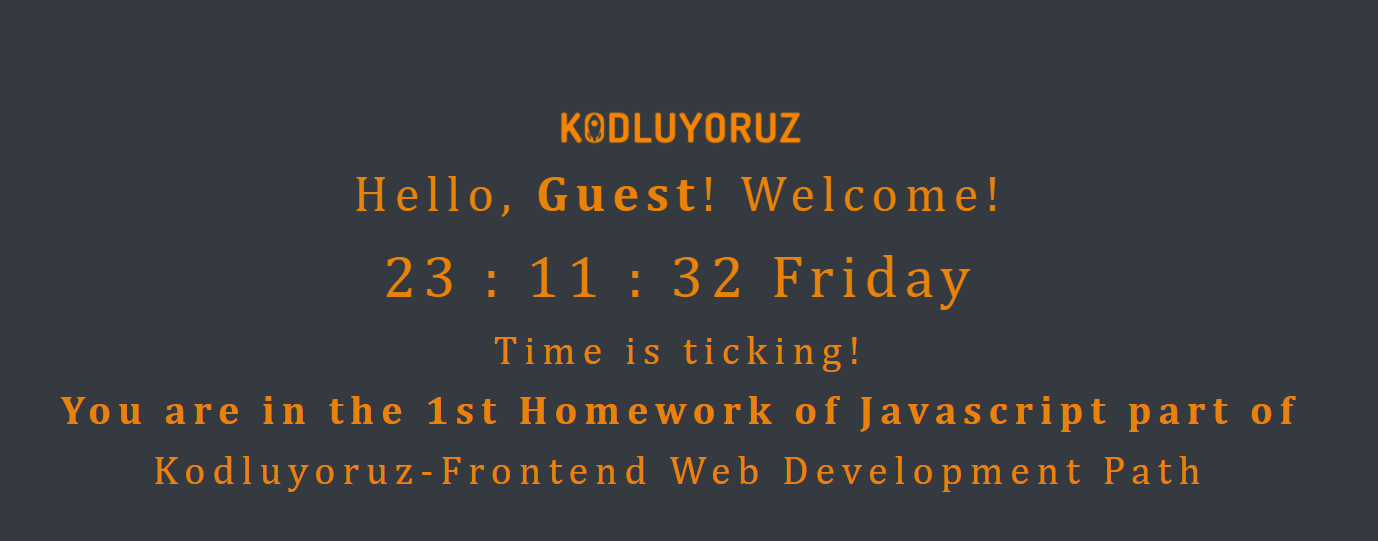 KODLUYORUZ
Hello, Guest! Welcome!
23 : 11 : 32 Friday
Time is ticking!
You are in the 1st Homework of Javascript part of
Kodluyoruz-Frontend Web Development Path